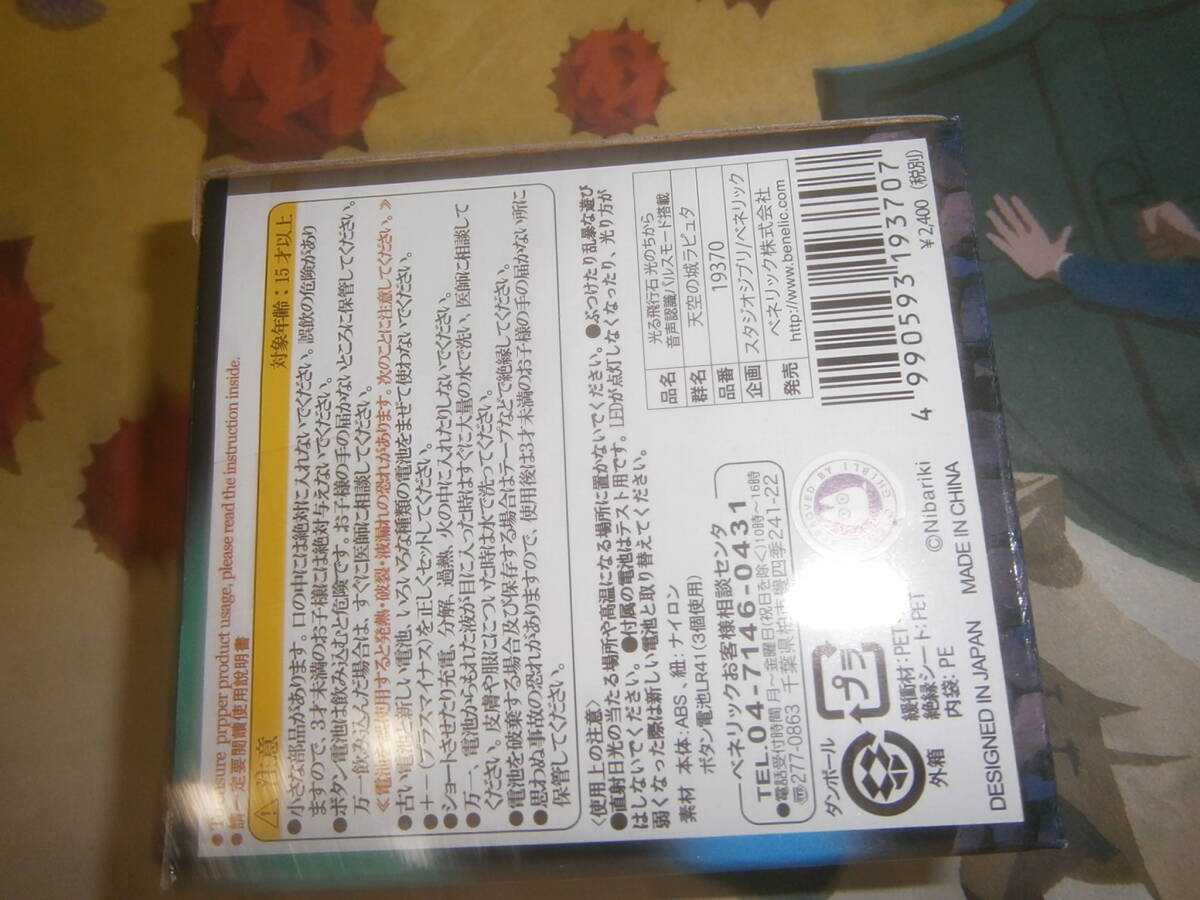 ●To ensure prpper product usage, please read the instruction inside.
●請一定要閱讀使用說明書
注意
対象年齢：15才以上
●小さな部品があります。口の中には絶対に入れないでください。誤飲の危険があり
ますので、3才未満のお子様には絶対与えないでください。
●ボタン電池は飲み込むと危険です。お子様の手の届かないところに保管してください。
万一飲み込んだ場合は、すぐに医師に相談してください。
使用すると発熱・破裂・液漏れの恐れがあります。次のことに注意してください。≫
●古い電池と新しい電池、いろいろな種類の電池をまぜて使わないでください。
●＋－(プラスマイナス)を正しくセットしてください。
●ショートさせたり充電、分解、過熱、火の中に入れたりしないでください。
●万一、電池からもれた液が目に入った時はすぐに大量の水で洗い、医師に相談して
ください。皮膚や服についた時は水で洗ってください。
●電池を破棄する場合及び保存する場合はテープなどで絶縁してください。
●思わぬ事故の恐れがありますので、使用後は3才未満のお子様の手の届かない所に
保管してください。
〈使用上の注意〉
●直射日光の当たる場所や高温になる場所に置かないでください。●ぶつけたり乱暴な遊び
はしないでください。●付属の電池はテスト用です。LEDが点灯しなくなったり、光り方が
弱くなった際は新しい電池と取り替えてください。
素材 本体:ABS、紐:ナイロン
ボタン電池LR41(3個使用)
品名 光る飛行石 光のちから
音声認識/バルスモード搭載
群名 天空の城ラピュタ
品番 19370
企画 スタジオジブリ/ベネリック
発売 ベネリック株式会社
http://www.benelic.com
ベネリックお客様相談センタ
TEL.04-7146-0431
●電話受付時間 月～金曜日(祝日を除く)10時～16時
〒277-0863 千葉県柏市豊四季241-22
4 990593 193707
¥2,400 (税別)
ダンボール
外箱
プラ
緩衝材:PET
絶縁シート:PET
内袋:PE
GHIBLI
©Nibariki
DESIGNED IN JAPAN MADE IN CHINA